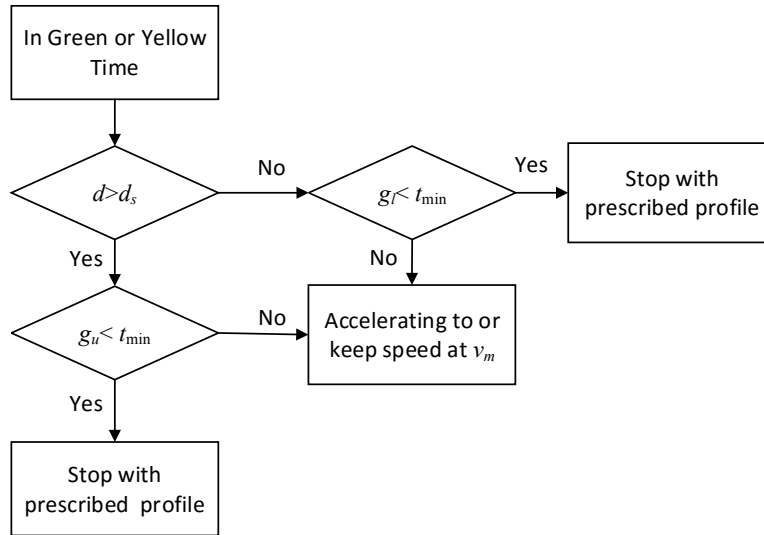 In Green or Yellow
Time
No
Yes
d>dₛ
gₗ< tₘᵢₙ
Stop with
prescribed profile
Yes
No
gᵤ< tₘᵢₙ
No
Accelerating to or
keep speed at vₘ
Yes
Stop with
prescribed profile